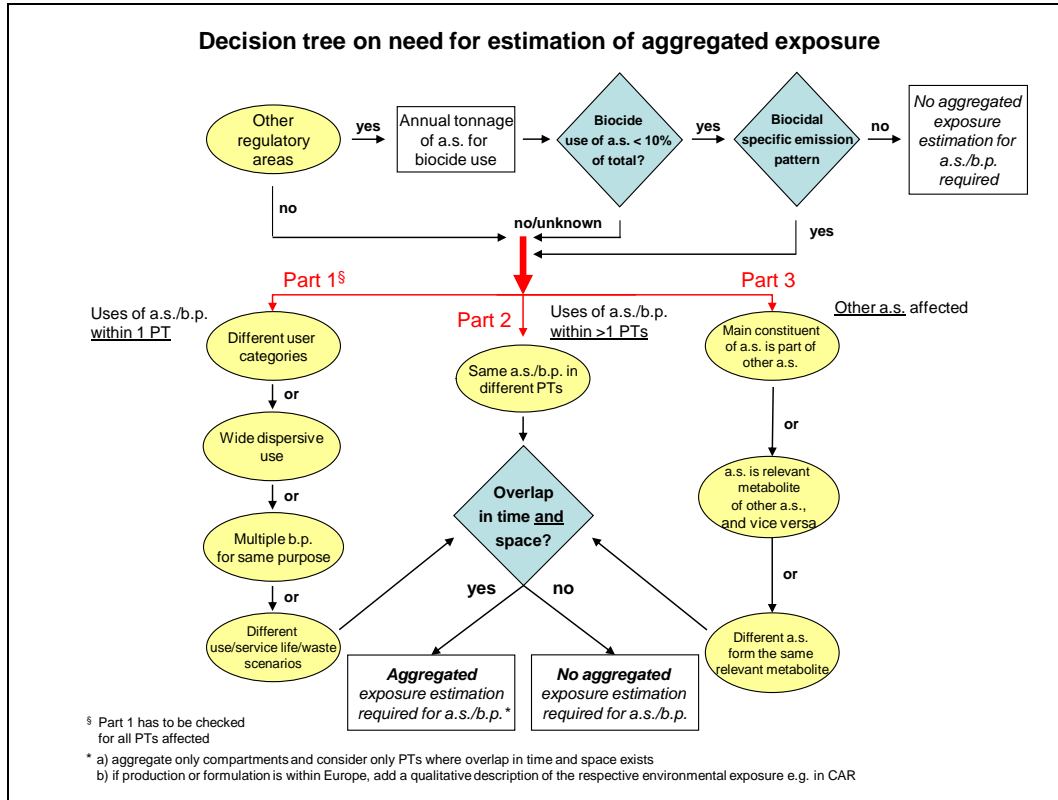 Decision tree on need for estimation of aggregated exposure
Other
regulatory
areas
yes
Annual tonnage
of a.s. for
biocide use
Biocide
use of a.s. < 10%
of total?
yes
Biocidal
specific emission
pattern
no
No aggregated
exposure
estimation for
a.s./b.p.
required
no
no/unknown
yes
Part 1§
Part 2
Part 3
Uses of a.s./b.p.
within 1 PT
Uses of a.s./b.p.
within >1 PTs
Other a.s. affected
Different user
categories
or
Wide dispersive
use
or
Multiple b.p.
for same purpose
or
Different
use/service life/waste
scenarios
Same a.s./b.p. in
different PTs
Overlap
in time and
space?
yes
no
Aggregated
exposure estimation
required for a.s./b.p.*
No aggregated
exposure estimation
required for a.s./b.p.
Main constituent
of a.s. is part of
other a.s.
or
a.s. is relevant
metabolite
of other a.s.,
and vice versa
or
Different a.s.
form the same
relevant metabolite
§ Part 1 has to be checked
for all PTs affected
* a) aggregate only compartments and consider only PTs where overlap in time and space exists
b) if production or formulation is within Europe, add a qualitative description of the respective environmental exposure e.g. in CAR